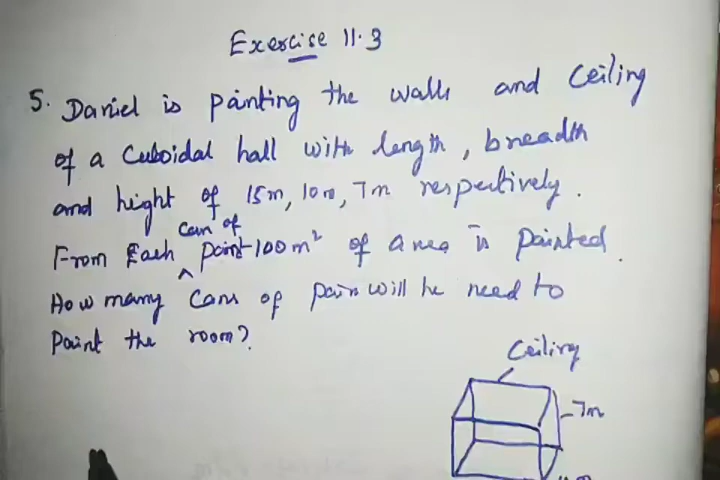 Exercise 11.3
5. Daniel is painting the walls and Ceiling
of a Cuboidal hall with length, breadth
and height of 15m, 10m, 7m respectively.
can of
From Each paint 100m² of area is painted.
How many Cans of pain will he need to
paint the room?
Ceiling
7m